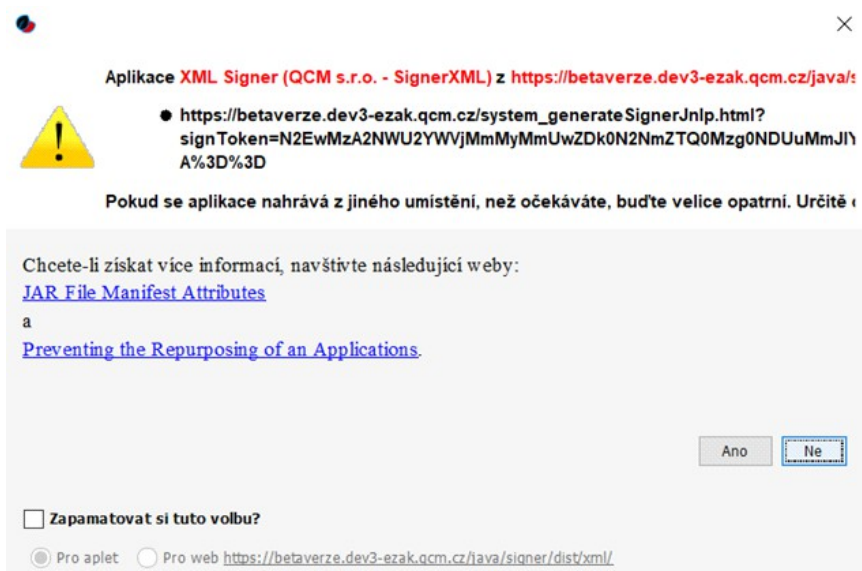 Aplikace XML Signer (QCM s.r.o. - SignerXML) z https://betaverze.dev3-ezak.qcm.cz/java/s
https://betaverze.dev3-ezak.qcm.cz/system_generateSignerJnlp.html?
signToken=N2EwMzA2NWU2YWVjMmMyMmUwZDk0N2NmZTQ0Mzg0NDUuMmJlY
A%3D%3D
Pokud se aplikace nahrává z jiného umístění, než očekáváte, buďte velice opatrní. Určitě
Chcete-li získat více informací, navštivte následující weby:
JAR File Manifest Attributes
a
Preventing the Repurposing of an Applications.
Ano
Ne
Zapamatovat si tuto volbu?
Pro aplet Pro web https://betaverze.dev3-ezak.qcm.cz/java/signer/dist/xml/